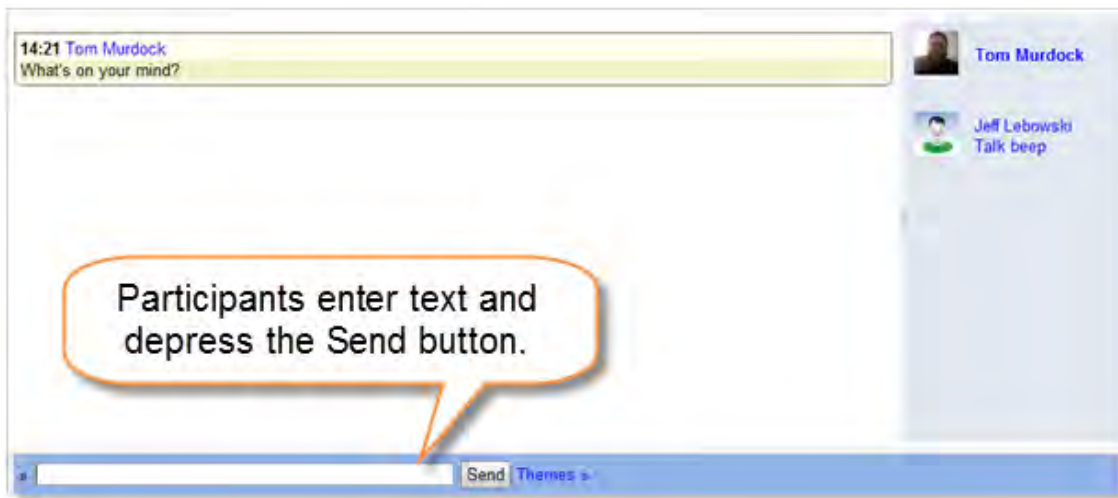 14:21 Tom Murdock
What's on your mind?
Tom Murdock
Jeff Lebowski
Talk beep
Participants enter text and
depress the Send button.
» Send Themes »